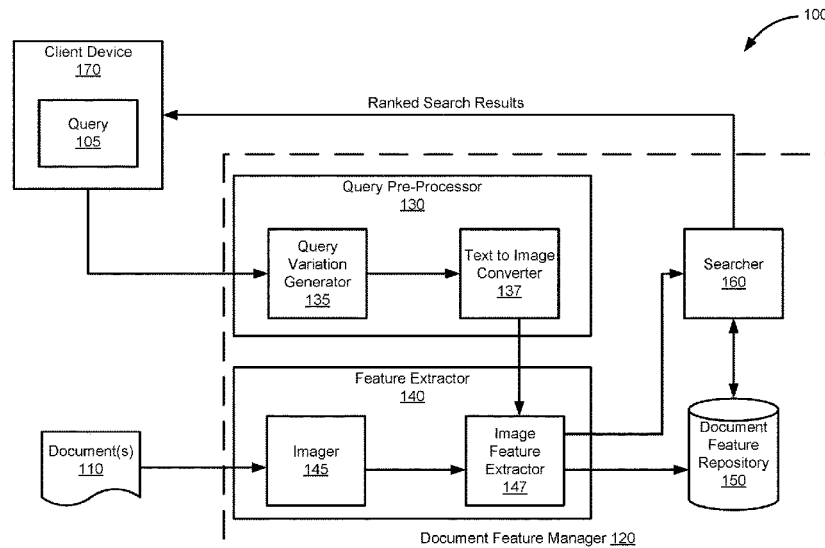 100
Client Device
170
Query
105
Ranked Search Results
Query Pre-Processor
130
Query
Variation
Generator
135
Text to Image
Converter
137
Searcher
160
Feature Extractor
140
Document(s)
110
Imager
145
Image
Feature
Extractor
147
Document
Feature
Repository
150
Document Feature Manager 120